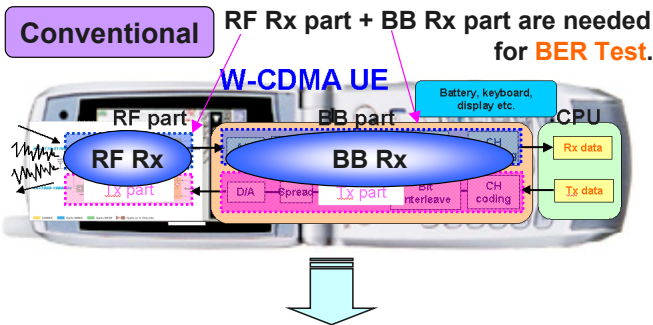 Conventional
RF Rx part + BB Rx part are needed
for BER Test.
W-CDMA UE
Battery, keyboard,
display etc.
RF part
BB part
CPU
RF Rx
BB Rx
CH
Rx data
Tx part
D/A
Spread
Tx part
Bit
interleave
CH
coding
Tx data